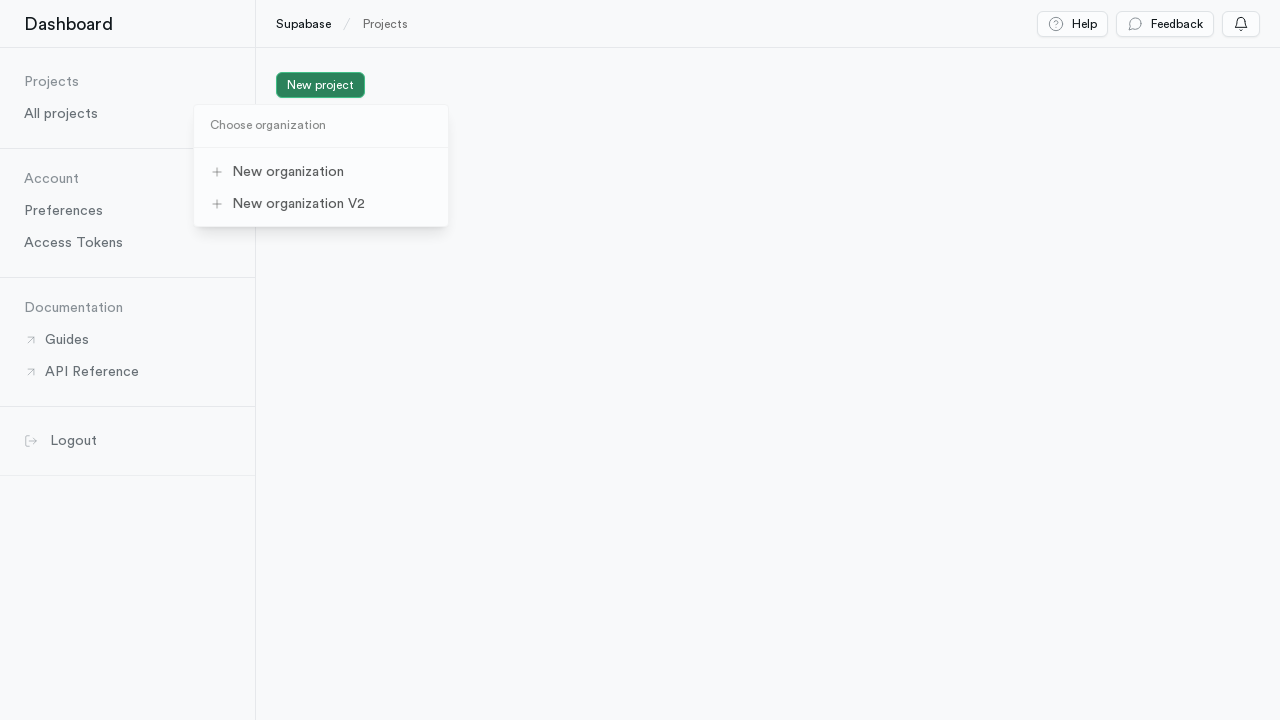 Dashboard
Supabase / Projects
Help
Feedback
Projects
All projects
Account
Preferences
Access Tokens
Documentation
Guides
API Reference
Logout
New project
Choose organization
New organization
New organization V2